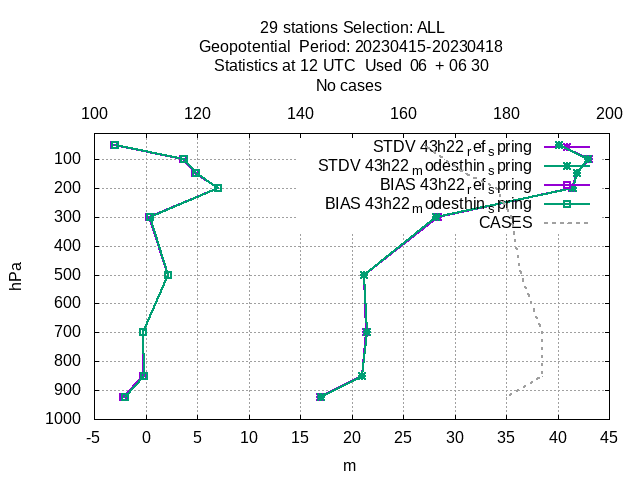 29 stations Selection: ALL
Geopotential  Period: 20230415-20230418
Statistics at 12 UTC  Used  06  + 06 30
No cases
100 120 140 160 180 200
STDV 43h22_ref_spring
STDV 43h22_modesthin_spring
BIAS 43h22_ref_spring
BIAS 43h22_modesthin_spring
CASES
100
200
300
400
500
600
700
800
900
1000
hPa
-5 0 5 10 15 20 25 30 35 40 45
m